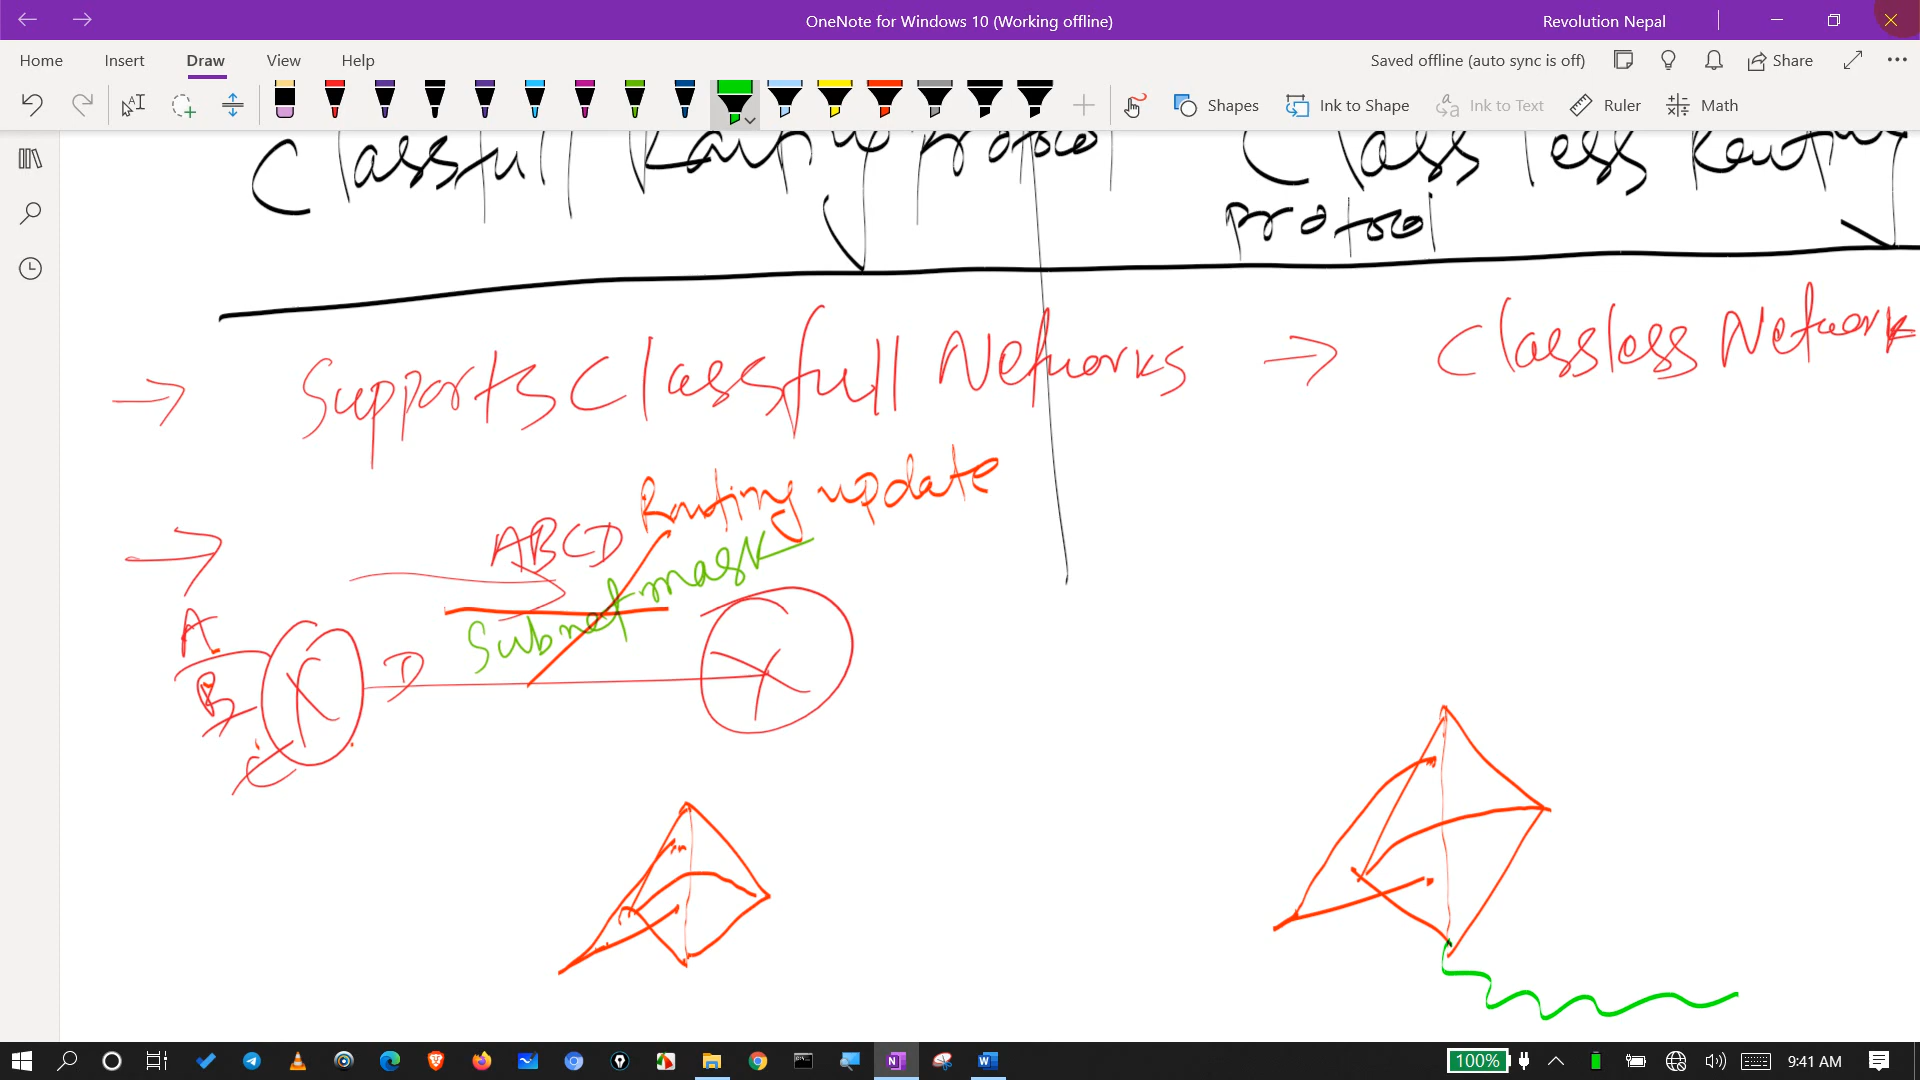 OneNote for Windows 10 (Working offline)
Revolution Nepal
Home Insert Draw View Help
Saved offline (auto sync is off)
Share
Shapes
Ink to Shape
Ink to Text
Ruler
Math
Classfull Routing protocol
Classless Routing
protocol
→ Supports Classfull Networks
→ Classless Network
→
Routing update
ABCD
Subnet mask
A
B
C
D
X
X
100%
9:41 AM